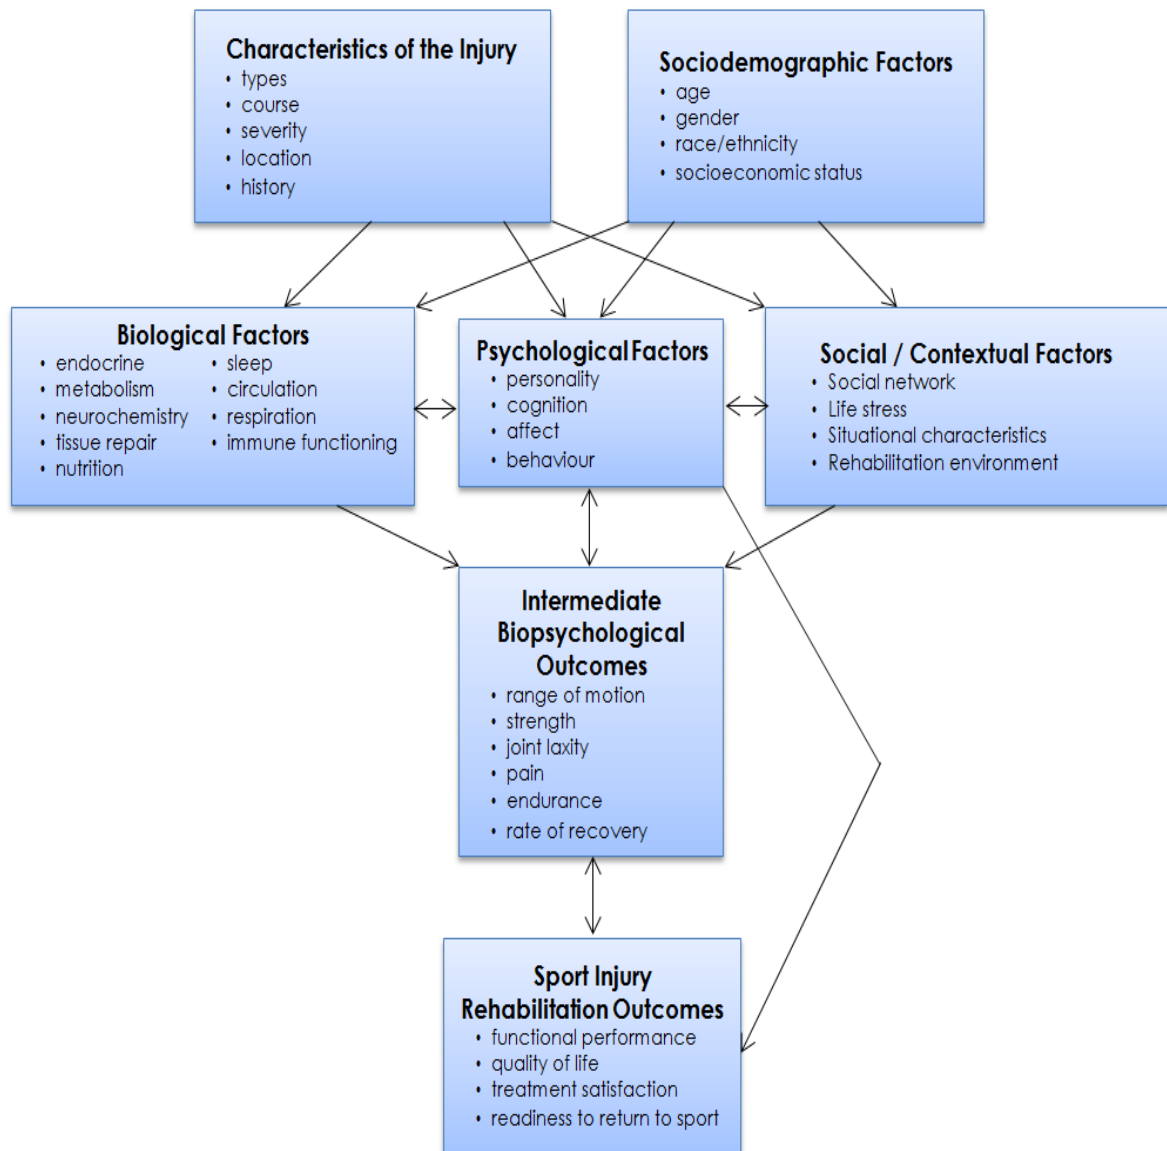 Characteristics of the Injury
• types
• course
• severity
• location
• history
Sociodemographic Factors
• age
• gender
• race/ethnicity
• socioeconomic status
Biological Factors
• endocrine
• metabolism
• neurochemistry
• tissue repair
• nutrition
• sleep
• circulation
• respiration
• immune functioning
Psychological Factors
• personality
• cognition
• affect
• behaviour
Social / Contextual Factors
• Social network
• Life stress
• Situational characteristics
• Rehabilitation environment
Intermediate
Biopsychological
Outcomes
• range of motion
• strength
• joint laxity
• pain
• endurance
• rate of recovery
Sport Injury
Rehabilitation Outcomes
• functional performance
• quality of life
• treatment satisfaction
• readiness to return to sport